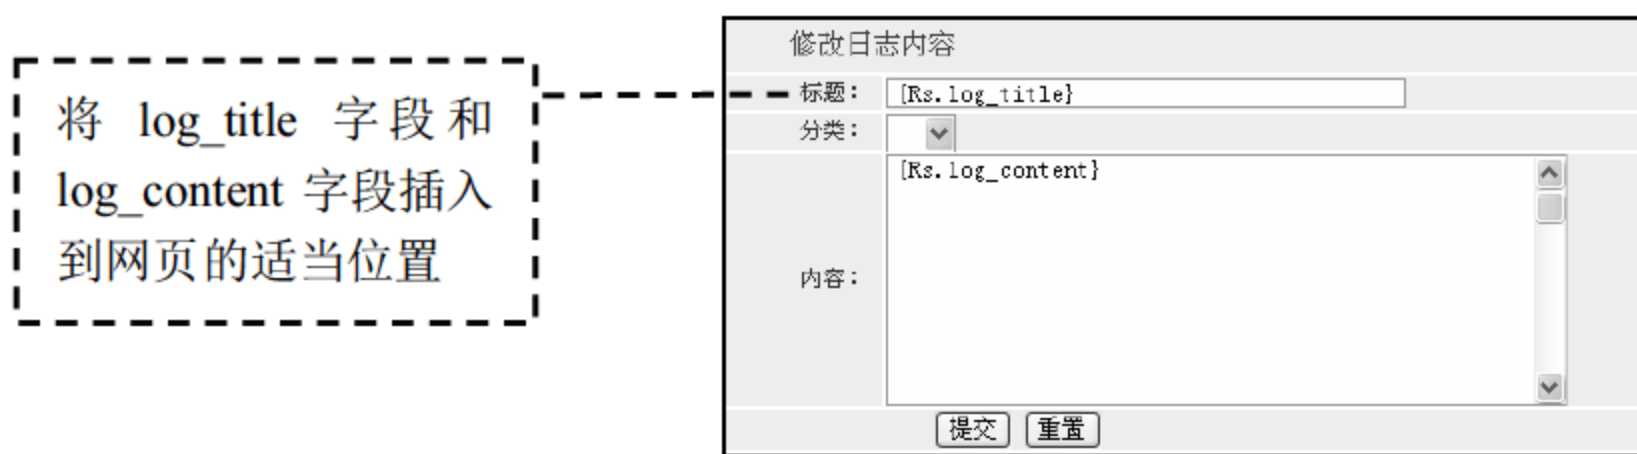 将 log_title 字段和
log_content 字段插入
到网页的适当位置
修改日志内容
标题： [Rs.log_title}
分类：
[Rs.log_content}
内容：
提交 重置